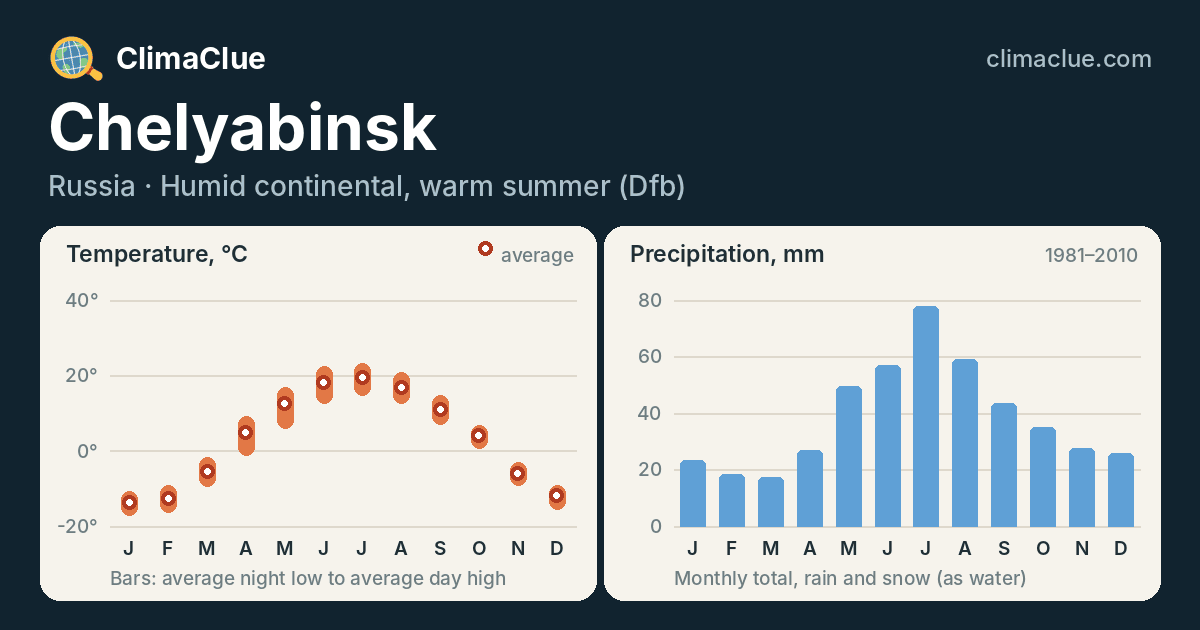 ClimaClue
climaclue.com
Chelyabinsk
Russia · Humid continental, warm summer (Dfb)
Temperature, °C
average
40°
20°
0°
-20°
J F M A M J J A S O N D
Bars: average night low to average day high
Precipitation, mm
1981–2010
80
60
40
20
0
J F M A M J J A S O N D
Monthly total, rain and snow (as water)